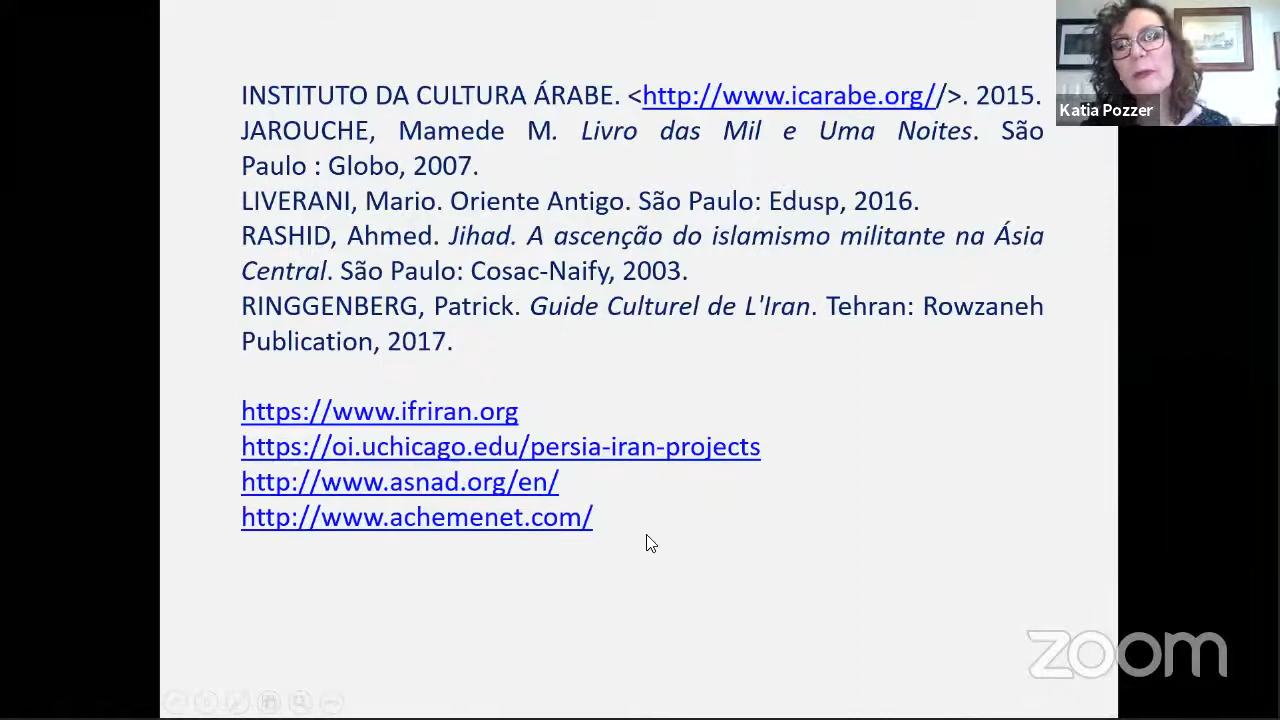 INSTITUTO DA CULTURA ÁRABE. <http://www.icarabe.org//>. 2015.
JAROUCHE, Mamede M. Livro das Mil e Uma Noites. São
Paulo : Globo, 2007.
LIVERANI, Mario. Oriente Antigo. São Paulo: Edusp, 2016.
RASHID, Ahmed. Jihad. A ascenção do islamismo militante na Ásia
Central. São Paulo: Cosac-Naify, 2003.
RINGGENBERG, Patrick. Guide Culturel de L'Iran. Tehran: Rowzaneh
Publication, 2017.
https://www.ifriran.org
https://oi.uchicago.edu/persia-iran-projects
http://www.asnad.org/en/
http://www.achemenet.com/
Katia Pozzer
zoom